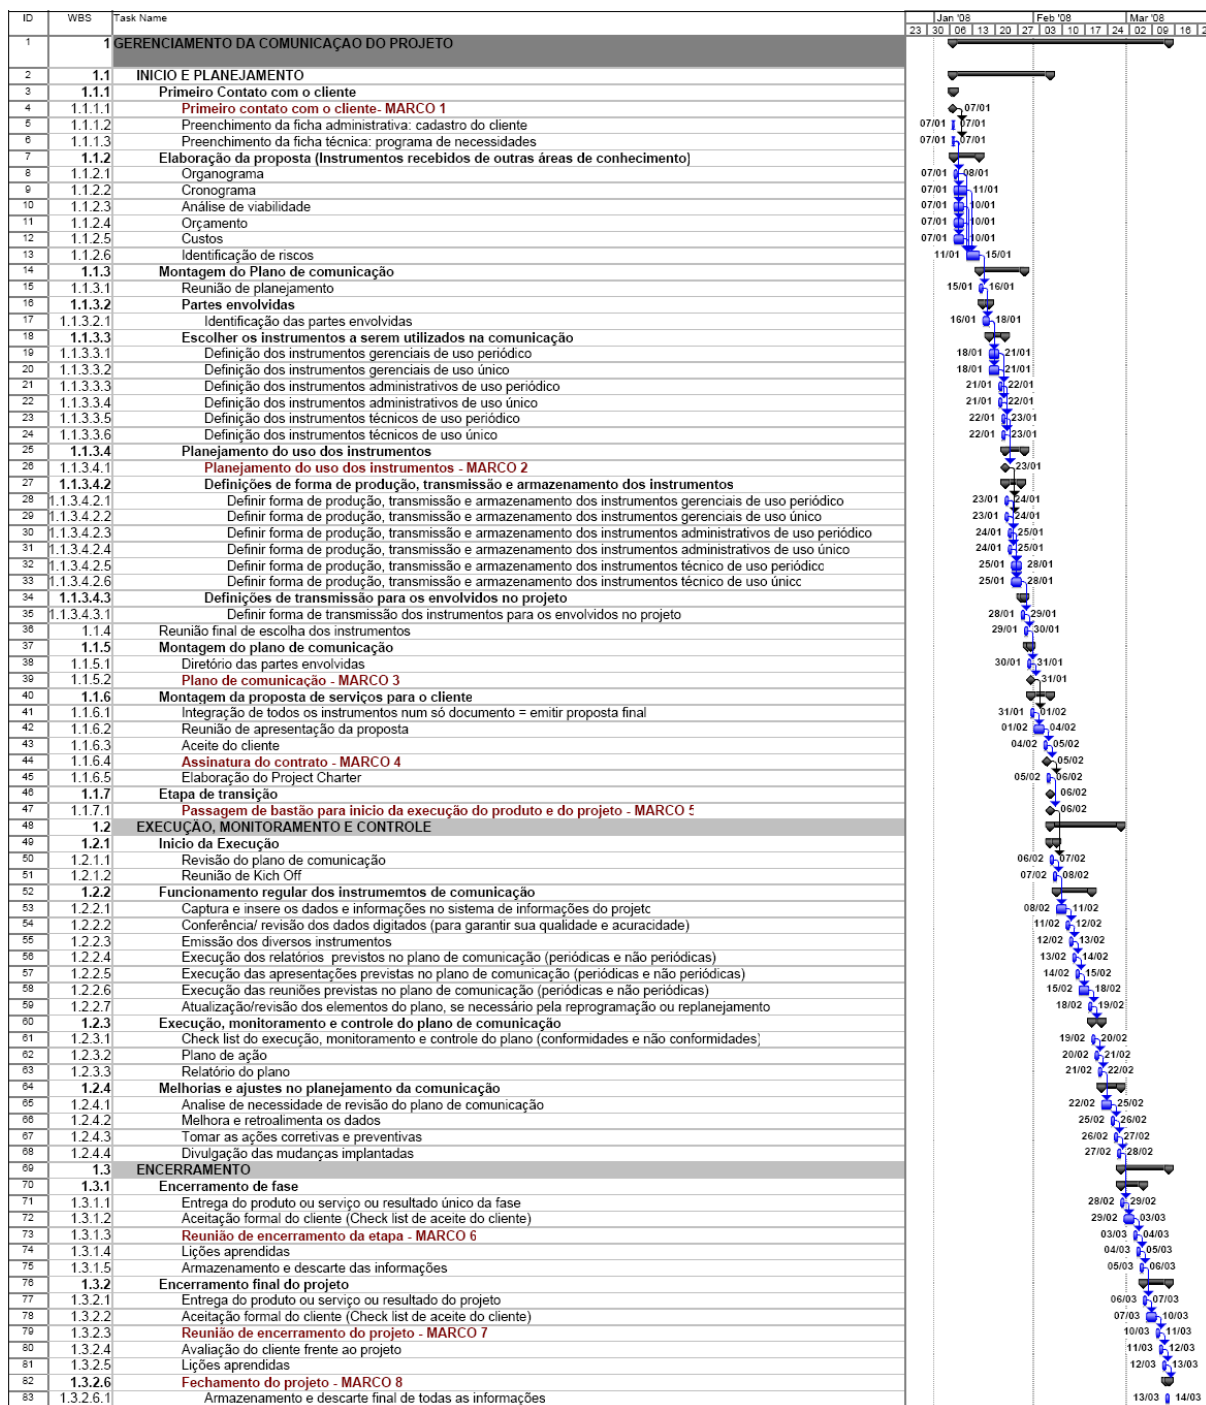 ID WBS Task Name Jan '08 Feb '08 Mar '08
23 30 06 13 20 27 03 10 17 24 02 09 16 2
1 1 GERENCIAMENTO DA COMUNICAÇAO DO PROJETO
2 1.1 INICIO E PLANEJAMENTO
3 1.1.1 Primeiro Contato com o cliente
4 1.1.1.1 Primeiro contato com o cliente- MARCO 1 07/01
5 1.1.1.2 Preenchimento da ficha administrativa: cadastro do cliente 07/01 07/01
6 1.1.1.3 Preenchimento da ficha técnica: programa de necessidades 07/01 07/01
7 1.1.2 Elaboração da proposta (Instrumentos recebidos de outras áreas de conhecimento)
8 1.1.2.1 Organograma 07/01 08/01
9 1.1.2.2 Cronograma 07/01 11/01
10 1.1.2.3 Análise de viabilidade 07/01 10/01
11 1.1.2.4 Orçamento 07/01 10/01
12 1.1.2.5 Custos 07/01 10/01
13 1.1.2.6 Identificação de riscos 11/01 15/01
14 1.1.3 Montagem do Plano de comunicação
15 1.1.3.1 Reunião de planejamento 15/01 16/01
16 1.1.3.2 Partes envolvidas
17 1.1.3.2.1 Identificação das partes envolvidas 16/01 18/01
18 1.1.3.3 Escolher os instrumentos a serem utilizados na comunicação
19 1.1.3.3.1 Definição dos instrumentos gerenciais de uso periódico 18/01 21/01
20 1.1.3.3.2 Definição dos instrumentos gerenciais de uso único 18/01 21/01
21 1.1.3.3.3 Definição dos instrumentos administrativos de uso periódico 21/01 22/01
22 1.1.3.3.4 Definição dos instrumentos administrativos de uso único 21/01 22/01
23 1.1.3.3.5 Definição dos instrumentos técnicos de uso periódico 22/01 23/01
24 1.1.3.3.6 Definição dos instrumentos técnicos de uso único 22/01 23/01
25 1.1.3.4 Planejamento do uso dos instrumentos
26 1.1.3.4.1 Planejamento do uso dos instrumentos - MARCO 2 23/01
27 1.1.3.4.2 Definições de forma de produção, transmissão e armazenamento dos instrumentos
28 1.1.3.4.2.1 Definir forma de produção, transmissão e armazenamento dos instrumentos gerenciais de uso periódico 23/01 24/01
29 1.1.3.4.2.2 Definir forma de produção, transmissão e armazenamento dos instrumentos gerenciais de uso único 23/01 24/01
30 1.1.3.4.2.3 Definir forma de produção, transmissão e armazenamento dos instrumentos administrativos de uso periódico 24/01 25/01
31 1.1.3.4.2.4 Definir forma de produção, transmissão e armazenamento dos instrumentos administrativos de uso único 24/01 25/01
32 1.1.3.4.2.5 Definir forma de produção, transmissão e armazenamento dos instrumentos técnico de uso periódico 25/01 28/01
33 1.1.3.4.2.6 Definir forma de produção, transmissão e armazenamento dos instrumentos técnico de uso único 25/01 28/01
34 1.1.3.4.3 Definições de transmissão para os envolvidos no projeto
35 1.1.3.4.3.1 Definir forma de transmissão dos instrumentos para os envolvidos no projeto 28/01 29/01
36 1.1.4 Reunião final de escolha dos instrumentos 29/01 30/01
37 1.1.5 Montagem do plano de comunicação
38 1.1.5.1 Diretório das partes envolvidas 30/01 31/01
39 1.1.5.2 Plano de comunicação - MARCO 3 31/01
40 1.1.6 Montagem da proposta de serviços para o cliente
41 1.1.6.1 Integração de todos os instrumentos num só documento = emitir proposta final 31/01 01/02
42 1.1.6.2 Reunião de apresentação da proposta 01/02 04/02
43 1.1.6.3 Aceite do cliente 04/02 05/02
44 1.1.6.4 Assinatura do contrato - MARCO 4 05/02
45 1.1.6.5 Elaboração do Project Charter 05/02 06/02
46 1.1.7 Etapa de transição 06/02
47 1.1.7.1 Passagem de bastão para inicio da execução do produto e do projeto - MARCO 5 06/02
48 1.2 EXECUÇÃO, MONITORAMENTO E CONTROLE
49 1.2.1 Inicio da Execução
50 1.2.1.1 Revisão do plano de comunicação 06/02 07/02
51 1.2.1.2 Reunião de Kich Off 07/02 08/02
52 1.2.2 Funcionamento regular dos instrumemtos de comunicação
53 1.2.2.1 Captura e insere os dados e informações no sistema de informações do projeto 08/02 11/02
54 1.2.2.2 Conferência/ revisão dos dados digitados (para garantir sua qualidade e acuracidade) 11/02 12/02
55 1.2.2.3 Emissão dos diversos instrumentos 12/02 13/02
56 1.2.2.4 Execução dos relatórios previstos no plano de comunicação (periódicas e não periódicas) 13/02 14/02
57 1.2.2.5 Execução das apresentações previstas no plano de comunicação (periódicas e não periódicas) 14/02 15/02
58 1.2.2.6 Execução das reuniões previstas no plano de comunicação (periódicas e não periódicas) 15/02 18/02
59 1.2.2.7 Atualização/revisão dos elementos do plano, se necessário pela reprogramação ou replanejamento 18/02 19/02
60 1.2.3 Execução, monitoramento e controle do plano de comunicação
61 1.2.3.1 Check list do execução, monitoramento e controle do plano (conformidades e não conformidades) 19/02 20/02
62 1.2.3.2 Plano de ação 20/02 21/02
63 1.2.3.3 Relatório do plano 21/02 22/02
64 1.2.4 Melhorias e ajustes no planejamento da comunicação
65 1.2.4.1 Analise de necessidade de revisão do plano de comunicação 22/02 25/02
66 1.2.4.2 Melhora e retroalimenta os dados 25/02 26/02
67 1.2.4.3 Tomar as ações corretivas e preventivas 26/02 27/02
68 1.2.4.4 Divulgação das mudanças implantadas 27/02 28/02
69 1.3 ENCERRAMENTO
70 1.3.1 Encerramento de fase
71 1.3.1.1 Entrega do produto ou serviço ou resultado único da fase 28/02 29/02
72 1.3.1.2 Aceitação formal do cliente (Check list de aceite do cliente) 29/02 03/03
73 1.3.1.3 Reunião de encerramento da etapa - MARCO 6 03/03 04/03
74 1.3.1.4 Lições aprendidas 04/03 05/03
75 1.3.1.5 Armazenamento e descarte das informações 05/03 06/03
76 1.3.2 Encerramento final do projeto
77 1.3.2.1 Entrega do produto ou serviço ou resultado do projeto 06/03 07/03
78 1.3.2.2 Aceitação formal do cliente (Check list de aceite do cliente) 07/03 10/03
79 1.3.2.3 Reunião de encerramento do projeto - MARCO 7 10/03 11/03
80 1.3.2.4 Avaliação do cliente frente ao projeto 11/03 12/03
81 1.3.2.5 Lições aprendidas 12/03 13/03
82 1.3.2.6 Fechamento do projeto - MARCO 8
83 1.3.2.6.1 Armazenamento e descarte final de todas as informações 13/03 14/03